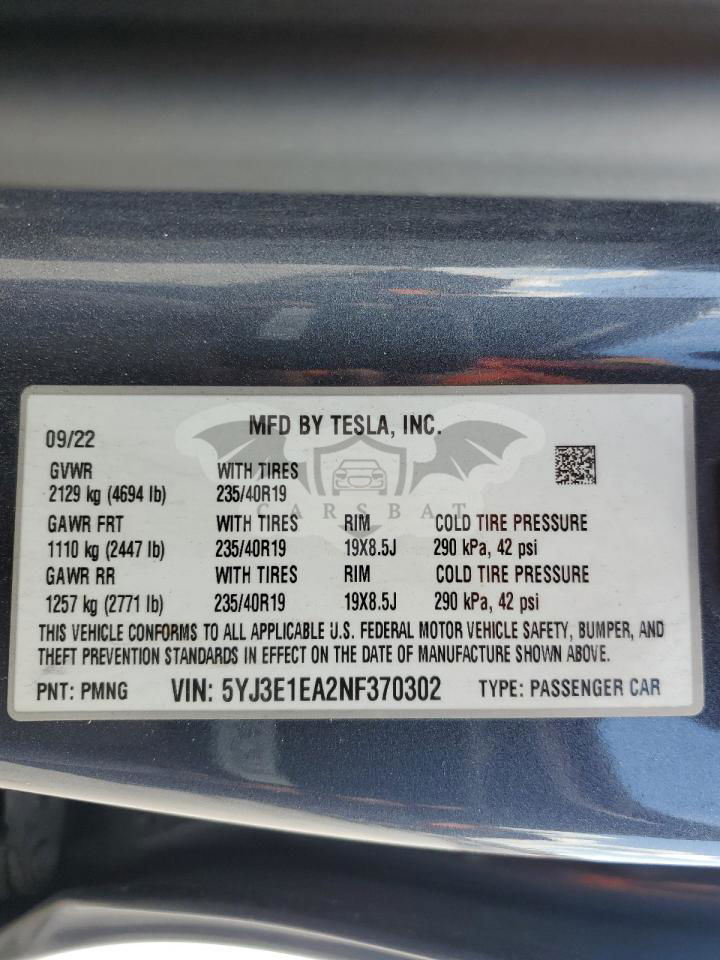 MFD BY TESLA, INC.
09/22
GVWR WITH TIRES
2129 kg (4694 lb) 235/40R19
CARSBAT
GAWR FRT WITH TIRES RIM COLD TIRE PRESSURE
1110 kg (2447 lb) 235/40R19 19X8.5J 290 kPa, 42 psi
GAWR RR WITH TIRES RIM COLD TIRE PRESSURE
1257 kg (2771 lb) 235/40R19 19X8.5J 290 kPa, 42 psi
THIS VEHICLE CONFORMS TO ALL APPLICABLE U.S. FEDERAL MOTOR VEHICLE SAFETY, BUMPER, AND
THEFT PREVENTION STANDARDS IN EFFECT ON THE DATE OF MANUFACTURE SHOWN ABOVE.
PNT: PMNG VIN: 5YJ3E1EA2NF370302 TYPE: PASSENGER CAR